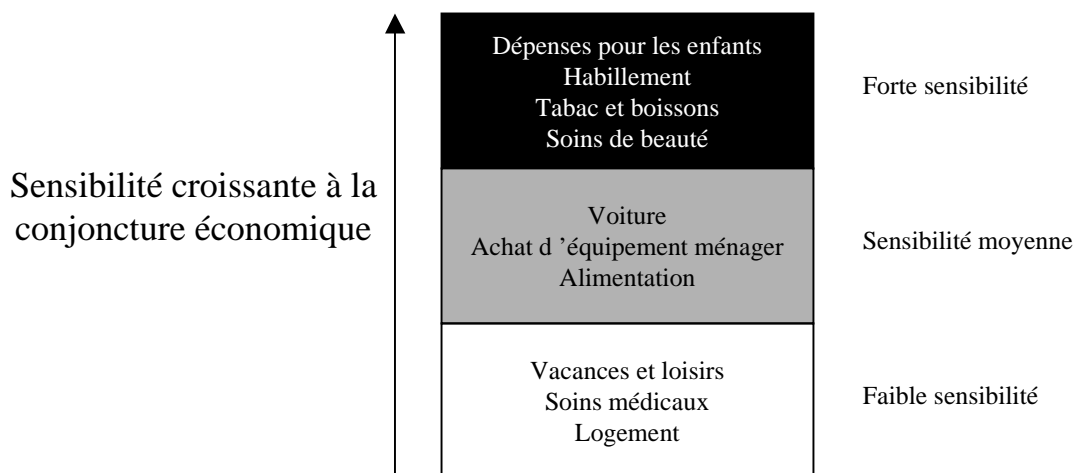 Dépenses pour les enfants
Habillement
Tabac et boissons
Soins de beauté
Forte sensibilité
Sensibilité croissante à la
conjoncture économique
Voiture
Achat d ’équipement ménager
Alimentation
Sensibilité moyenne
Vacances et loisirs
Soins médicaux
Logement
Faible sensibilité